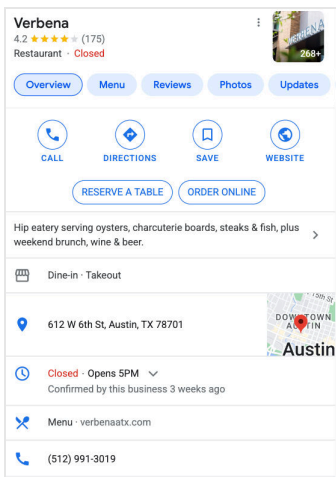 Verbena
4.2 ★★★★★ (175)
Restaurant · Closed
VERBENA
268+
Overview
Menu
Reviews
Photos
Updates
CALL
DIRECTIONS
SAVE
WEBSITE
RESERVE A TABLE
ORDER ONLINE
Hip eatery serving oysters, charcuterie boards, steaks & fish, plus
weekend brunch, wine & beer.
Dine-in · Takeout
612 W 6th St, Austin, TX 78701
15th St
DOWNTOWN
AUSTIN
Austin
Closed · Opens 5PM
Confirmed by this business 3 weeks ago
Menu · verbenaatx.com
(512) 991-3019